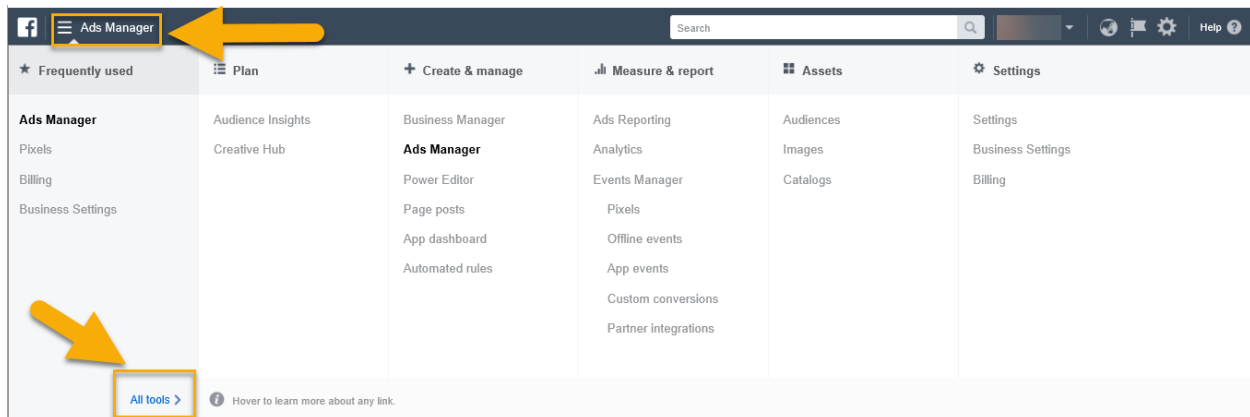 f Ads Manager Search Help
Frequently used Plan Create & manage Measure & report Assets Settings
Ads Manager Audience Insights Business Manager Ads Reporting Audiences Settings
Pixels Creative Hub Ads Manager Analytics Images Business Settings
Billing Power Editor Events Manager Catalogs Billing
Business Settings Page posts Pixels
App dashboard Offline events
Automated rules App events
Custom conversions
Partner integrations
All tools > Hover to learn more about any link.